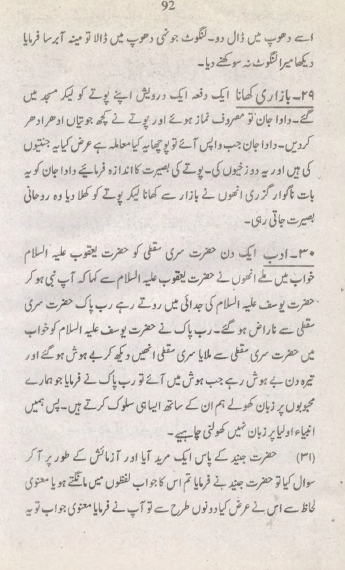 92
اسے دھوپ میں ڈال دو۔ لنگوٹ جو نہی دھوپ میں ڈالا تو مینہ آبرسا فرمایا
دیکھا میرا لنگوٹ نہ سوکھنے دیا۔
۲۹۔ بازاری کھانا ایک دفعہ ایک درویش اپنے پوتے کو لیکر مسجد میں
گئے۔ دادا جان تو مصروف نماز ہوئے اور پوتے نے کچھ جوتیاں ادھر ادھر
کر دیں۔ دادا جان جب واپس آئے تو پوچھا یہ کیا معاملہ ہے عرض کیا یہ جنتیوں
کی ہیں اور یہ دوزخیوں کی۔ پوتے کی بصیرت کا اندازہ فرمائیے دادا جان کو یہ
بات ناگوار گزری انھوں نے بازار سے کھانا لیکر پوتے کو کھلا دیا وہ روحانی
بصیرت جاتی رہی۔
۳۰۔ ادب ایک دن حضرت سری سقطی کو حضرت یعقوب علیہ السلام
خواب میں ملے انھوں نے حضرت یعقوب علیہ السلام سے کہا کہ آپ نبی ہو کر
حضرت یوسف علیہ السلام کی جدائی میں روتے رہے رب پاک حضرت سری
سقطی سے ناراض ہو گئے۔ رب پاک نے حضرت یوسف علیہ السلام کو خواب
میں حضرت سری سقطی سے ملایا سری سقطی انھیں دیکھ کر بے ہوش ہو گئے اور
تیرہ دن بے ہوش رہے جب ہوش میں آئے تو رب پاک نے فرمایا جو ہمارے
محبوبوں پر زبان کھولے ہم ان کے ساتھ ایسا ہی سلوک کرتے ہیں۔ پس ہمیں
انبیاء اولیا پر زبان نہیں کھولنی چاہیے۔
(۳۱) حضرت جنید کے پاس ایک مرید آیا اور آزمائش کے طور پر آ کر
سوال کیا تو حضرت جنید نے فرمایا تم اس کا جواب لفظوں میں مانگتے ہو یا معنوی
لحاظ سے اس نے عرض کیا دونوں طرح سے تو آپ نے فرمایا معنوی جواب تو یہ